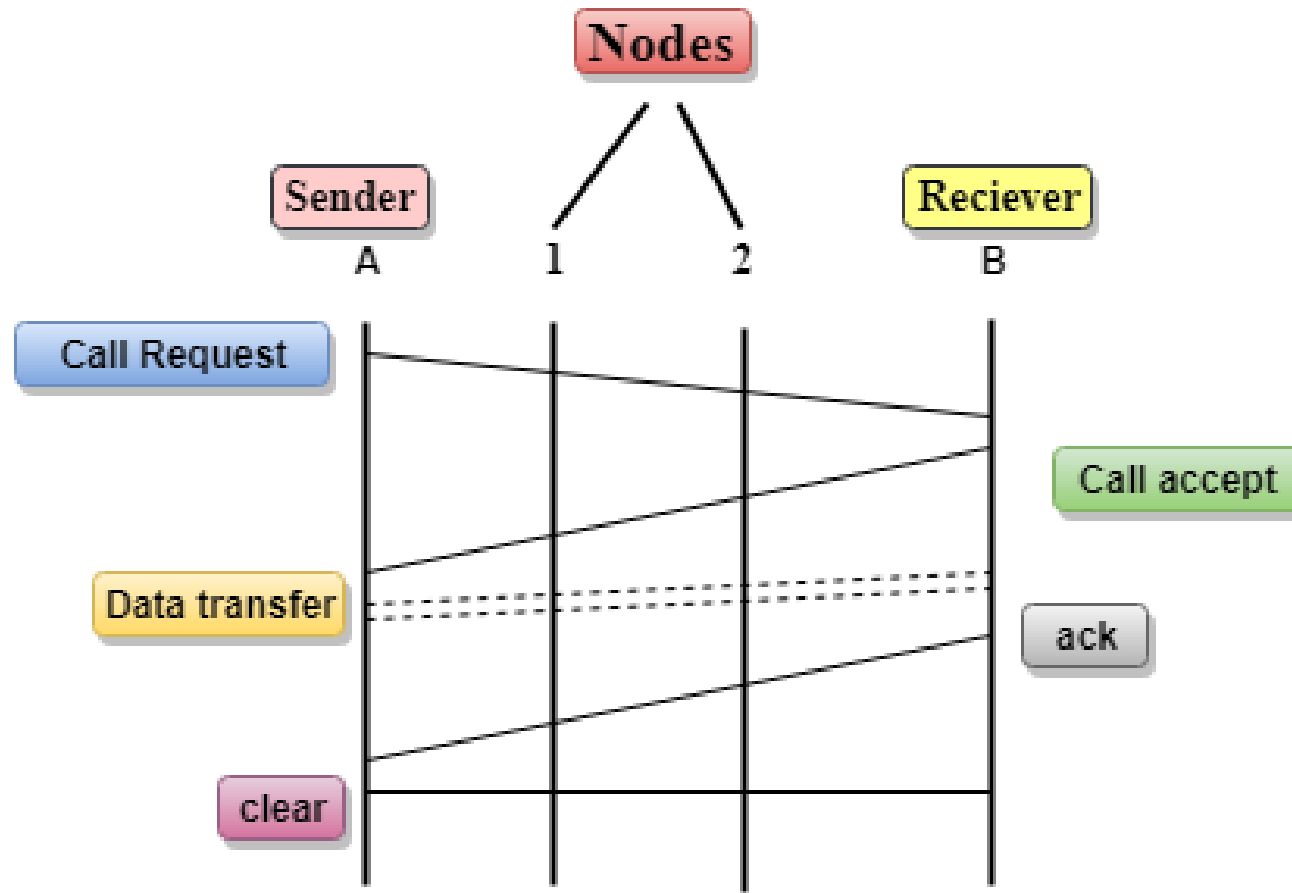 Nodes
Sender
Reciever
A
1
2
B
Call Request
Call accept
Data transfer
ack
clear